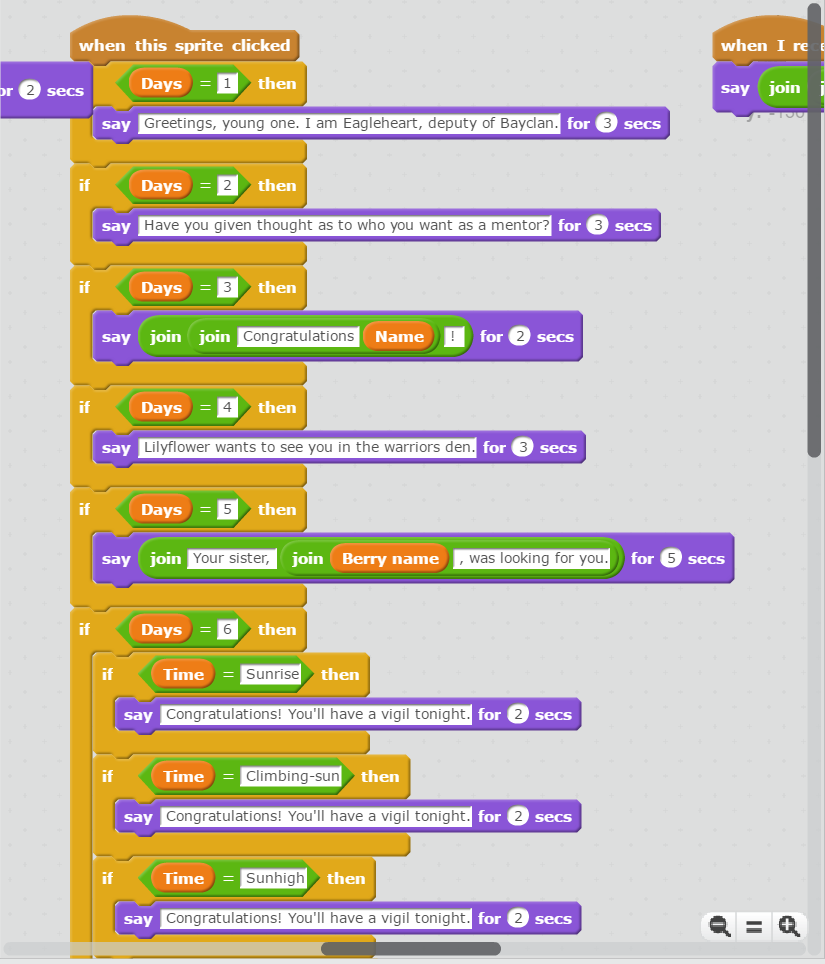 when this sprite clicked
when I
2 secs
Days = 1 then
say join
say Greetings, young one. I am Eagleheart, deputy of Bayclan. for 3 secs
if Days = 2 then
say Have you given thought as to who you want as a mentor? for 3 secs
if Days = 3 then
say join join Congratulations Name ! for 2 secs
if Days = 4 then
say Lilyflower wants to see you in the warriors den. for 3 secs
if Days = 5 then
say join Your sister, join Berry name , was looking for you. for 5 secs
if Days = 6 then
if Time = Sunrise then
say Congratulations! You'll have a vigil tonight. for 2 secs
if Time = Climbing-sun then
say Congratulations! You'll have a vigil tonight. for 2 secs
if Time = Sunhigh then
say Congratulations! You'll have a vigil tonight. for 2 secs